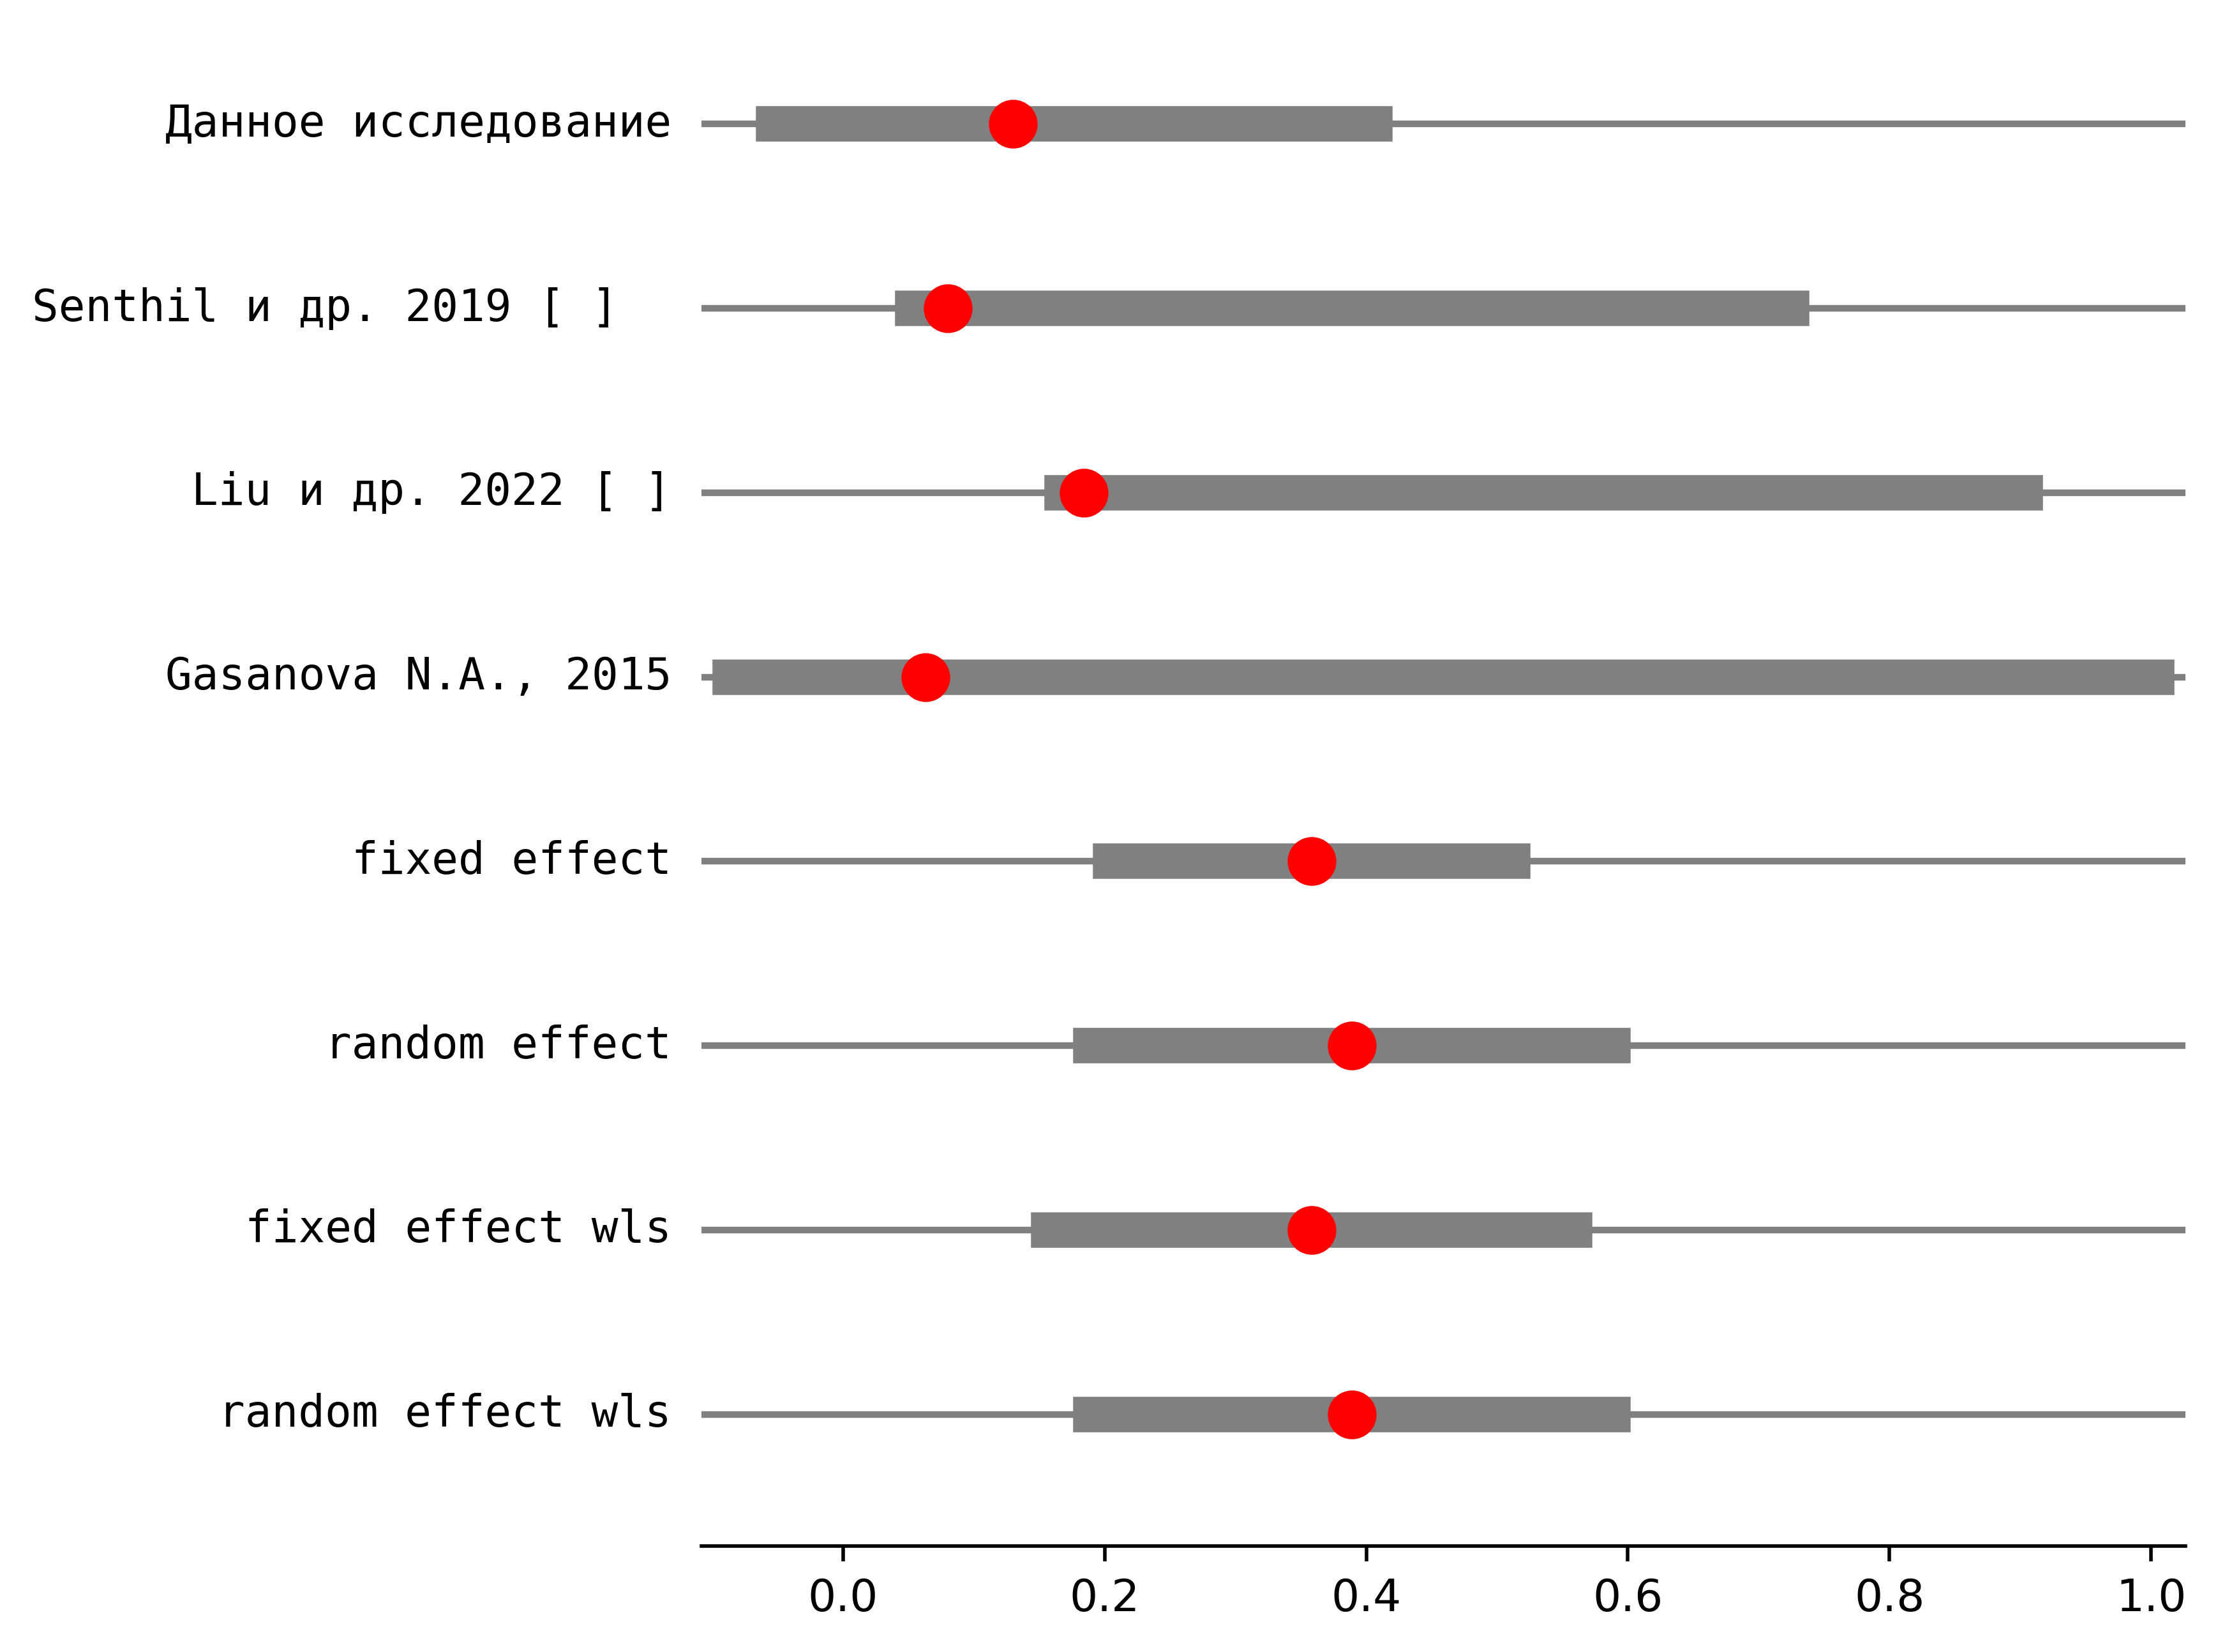 Данное исследование
Senthil и др. 2019 [ ]
Liu и др. 2022 [ ]
Gasanova N.A., 2015
fixed effect
random effect
fixed effect wls
random effect wls
0.0 0.2 0.4 0.6 0.8 1.0